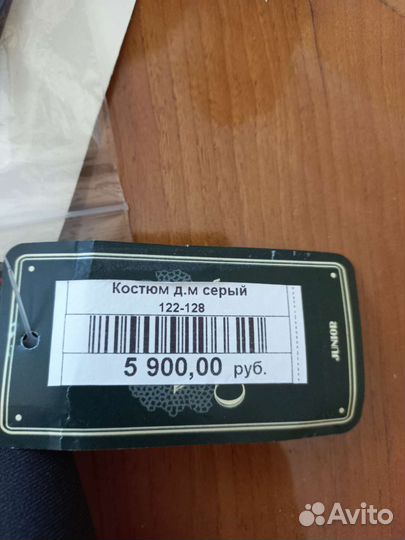 Костюм д.м серый
122-128
5 900,00 руб.
JUNIOR
Avito